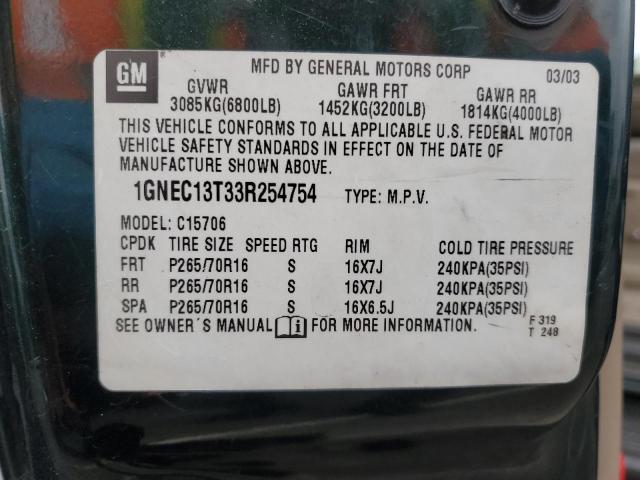 GM
MFD BY GENERAL MOTORS CORP 03/03
GVWR GAWR FRT GAWR RR
3085KG(6800LB) 1452KG(3200LB) 1814KG(4000LB)
THIS VEHICLE CONFORMS TO ALL APPLICABLE U.S. FEDERAL MOTOR
VEHICLE SAFETY STANDARDS IN EFFECT ON THE DATE OF
MANUFACTURE SHOWN ABOVE.
1GNEC13T33R254754 TYPE: M.P.V.
MODEL: C15706
CPDK TIRE SIZE SPEED RTG RIM COLD TIRE PRESSURE
FRT P265/70R16 S 16X7J 240KPA(35PSI)
RR P265/70R16 S 16X7J 240KPA(35PSI)
SPA P265/70R16 S 16X6.5J 240KPA(35PSI)
SEE OWNER´S MANUAL i FOR MORE INFORMATION.
F 319
T 248